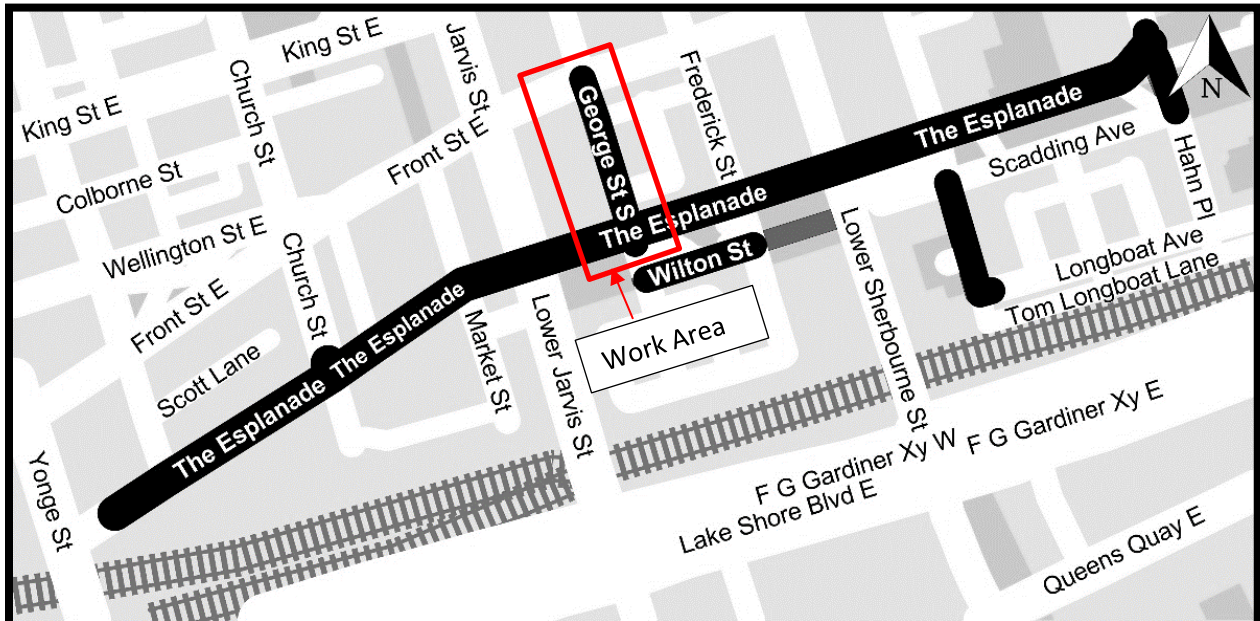 King St E
Jarvis St
Church St
Frederick St
George St S
The Esplanade
N
King St E
Front St E
Scadding Ave
Colborne St
The Esplanade
Hahn Pl
Wellington St E
Church St
The Esplanade
Wilton St
Lower Sherbourne St
Longboat Ave
Tom Longboat Lane
Front St E
The Esplanade
Market St
Lower Jarvis St
Work Area
Scott Lane
The Esplanade
Yonge St
F G Gardiner Xy W
F G Gardiner Xy E
Lake Shore Blvd E
Queens Quay E